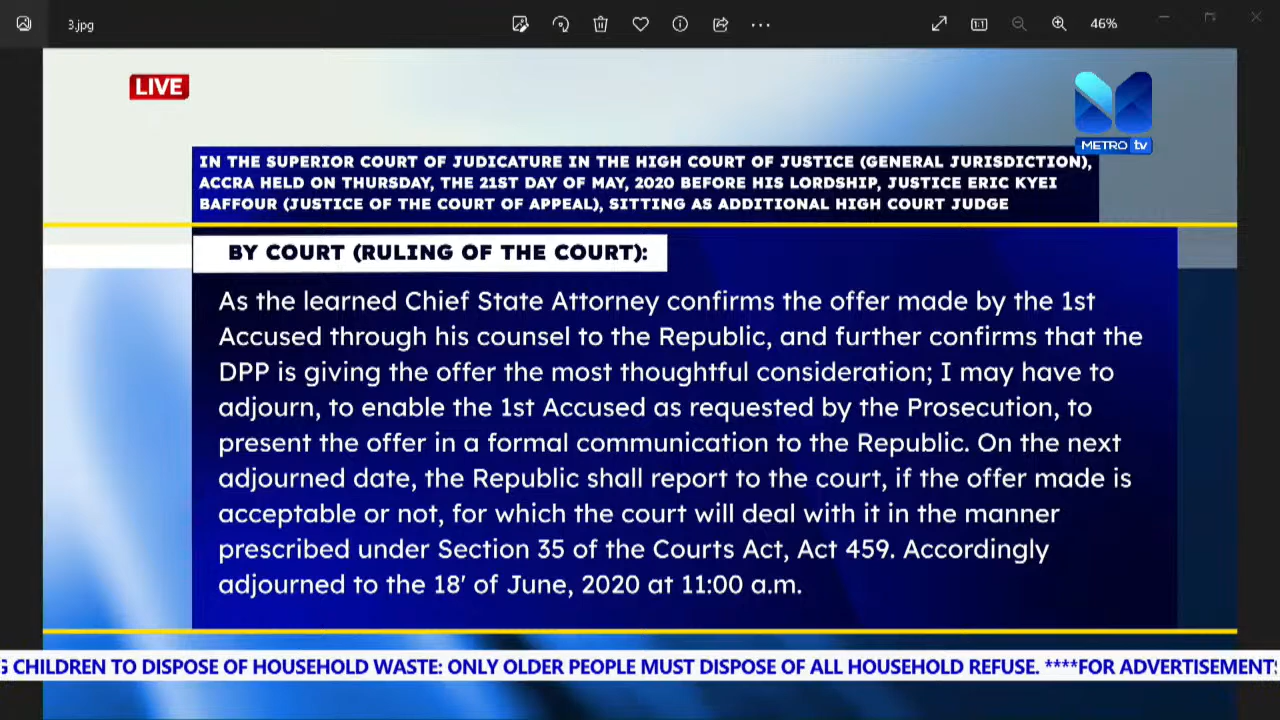 3.jpg
46%
LIVE
METRO tv
IN THE SUPERIOR COURT OF JUDICATURE IN THE HIGH COURT OF JUSTICE (GENERAL JURISDICTION),
ACCRA HELD ON THURSDAY, THE 21ST DAY OF MAY, 2020 BEFORE HIS LORDSHIP, JUSTICE ERIC KYEI
BAFFOUR (JUSTICE OF THE COURT OF APPEAL), SITTING AS ADDITIONAL HIGH COURT JUDGE
BY COURT (RULING OF THE COURT):
As the learned Chief State Attorney confirms the offer made by the 1st
Accused through his counsel to the Republic, and further confirms that the
DPP is giving the offer the most thoughtful consideration; I may have to
adjourn, to enable the 1st Accused as requested by the Prosecution, to
present the offer in a formal communication to the Republic. On the next
adjourned date, the Republic shall report to the court, if the offer made is
acceptable or not, for which the court will deal with it in the manner
prescribed under Section 35 of the Courts Act, Act 459. Accordingly
adjourned to the 18' of June, 2020 at 11:00 a.m.
G CHILDREN TO DISPOSE OF HOUSEHOLD WASTE: ONLY OLDER PEOPLE MUST DISPOSE OF ALL HOUSEHOLD REFUSE. ****FOR ADVERTISEMENT